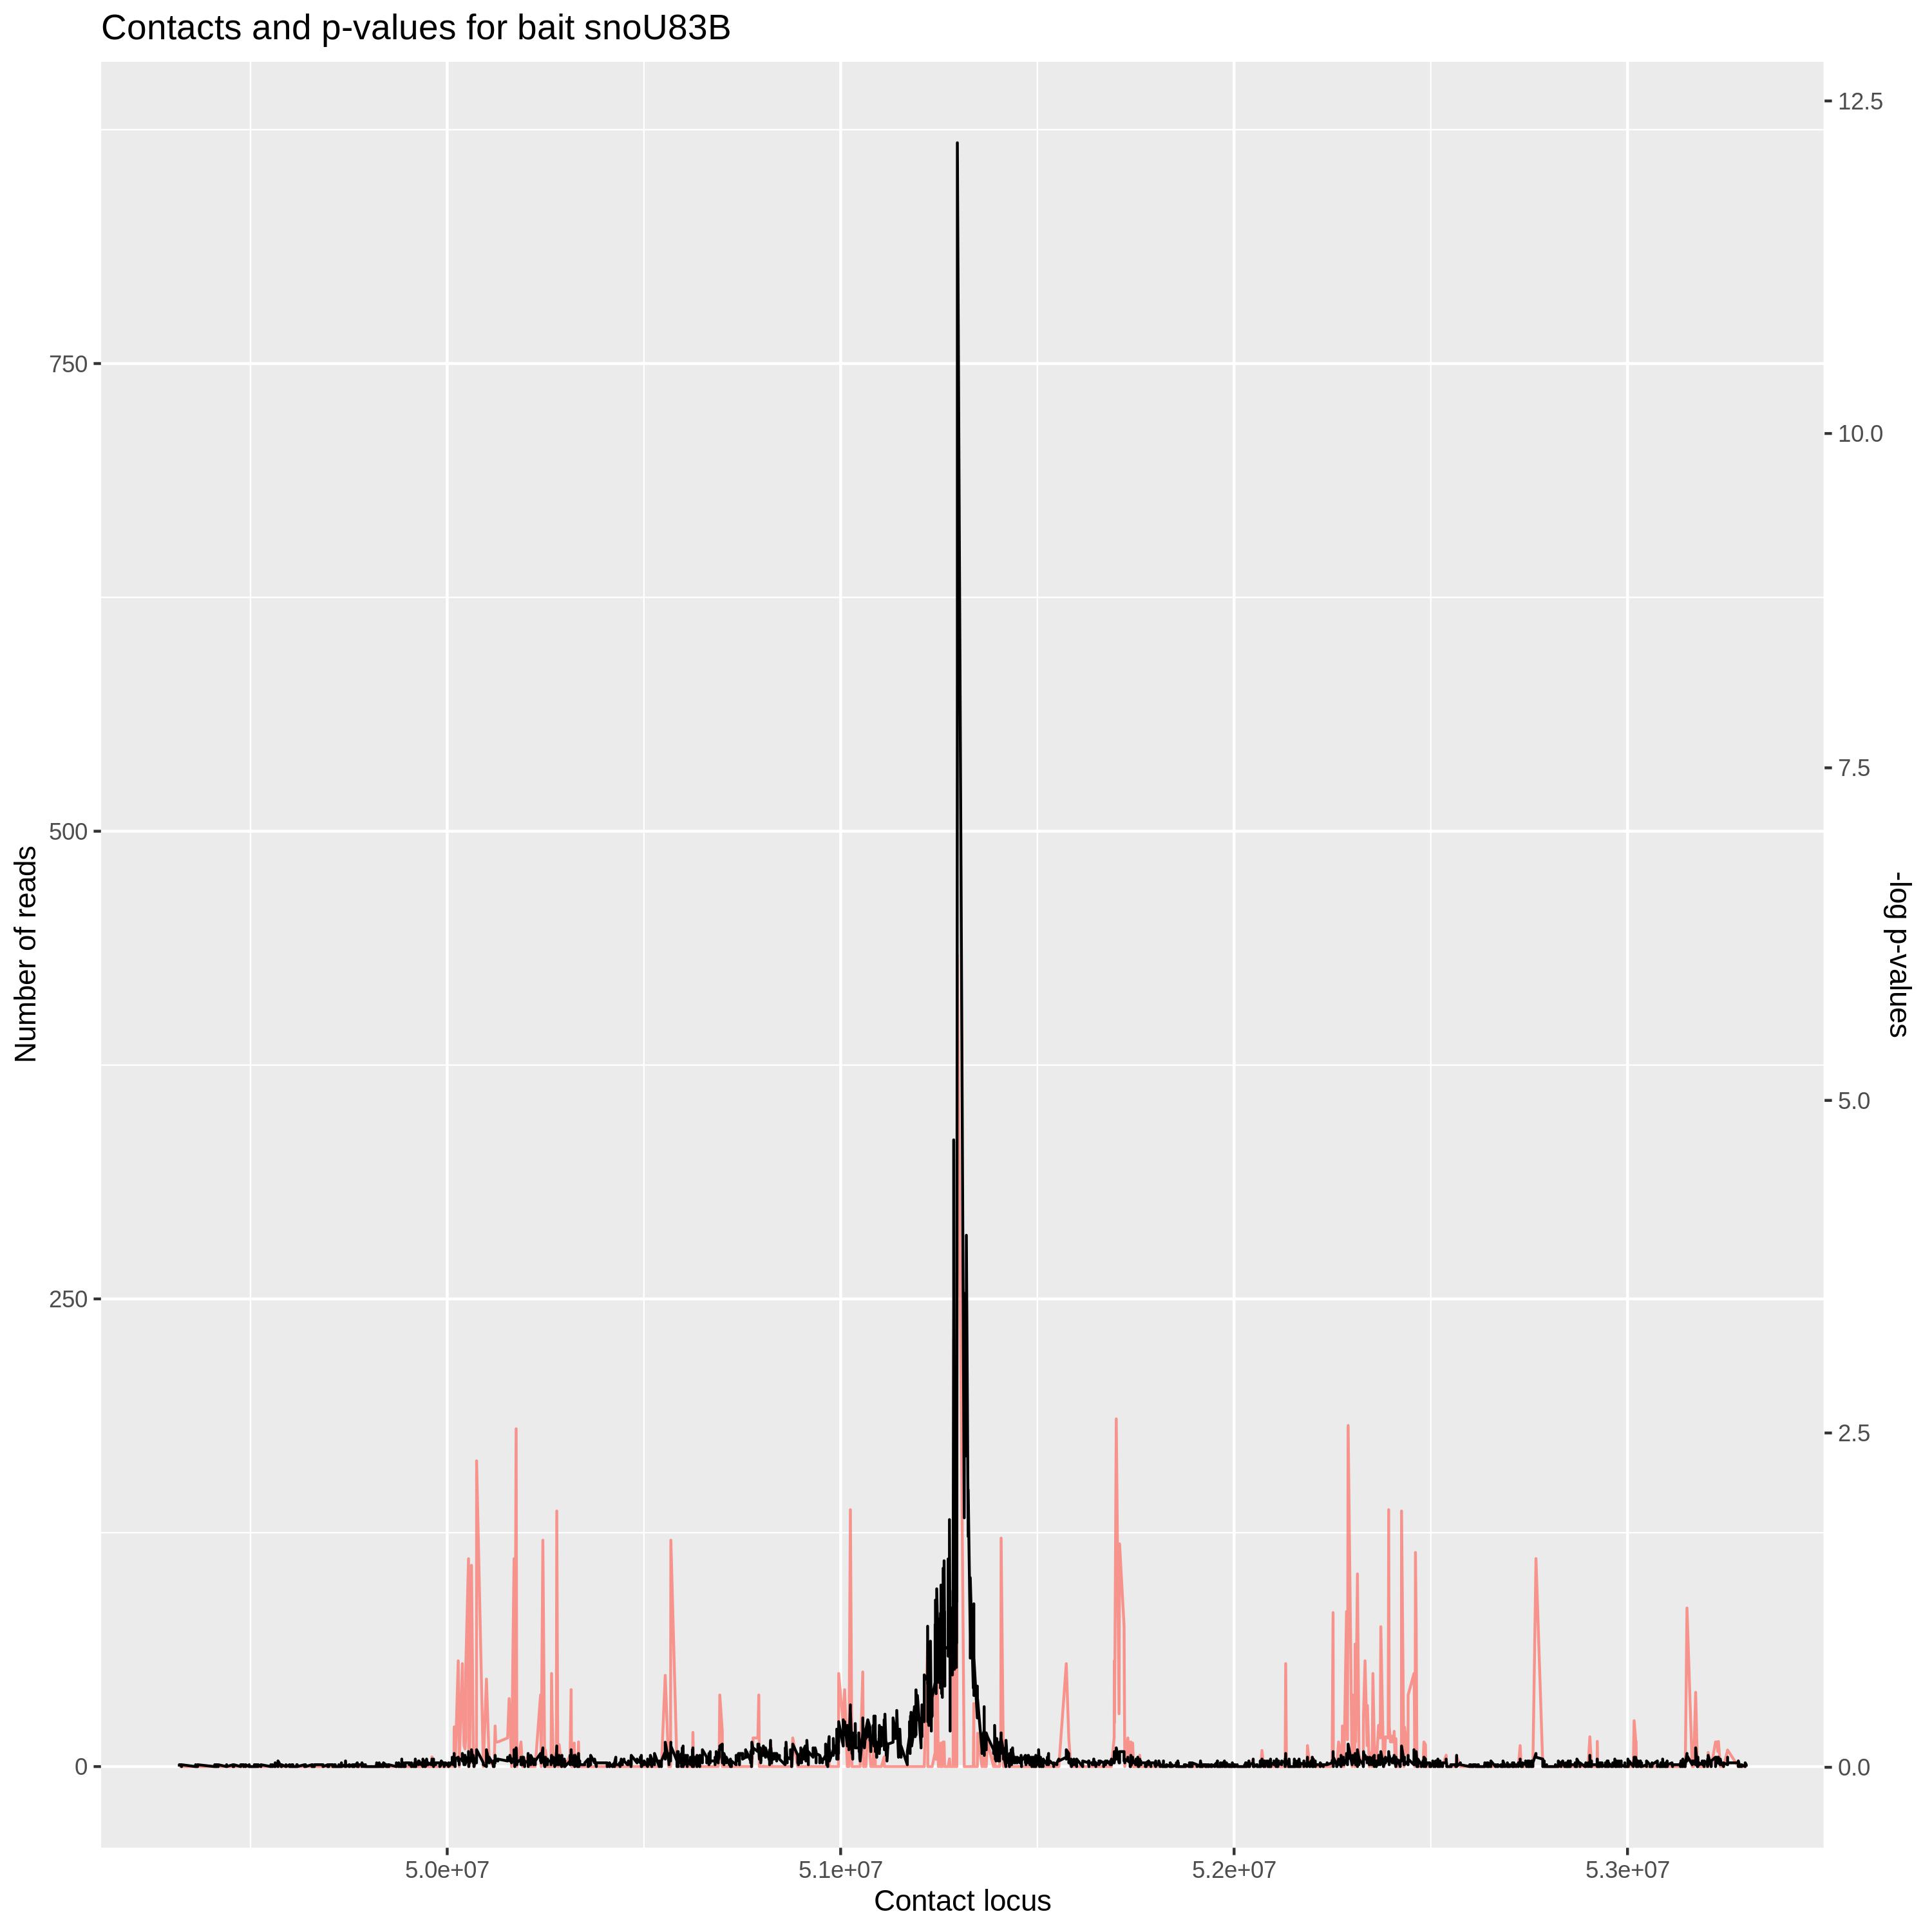 Contacts and p-values for bait snoU83B
12.5
10.0
7.5
5.0
2.5
0.0
750
500
250
0
Number of reads
-log p-values
5.0e+07
5.1e+07
5.2e+07
5.3e+07
Contact locus